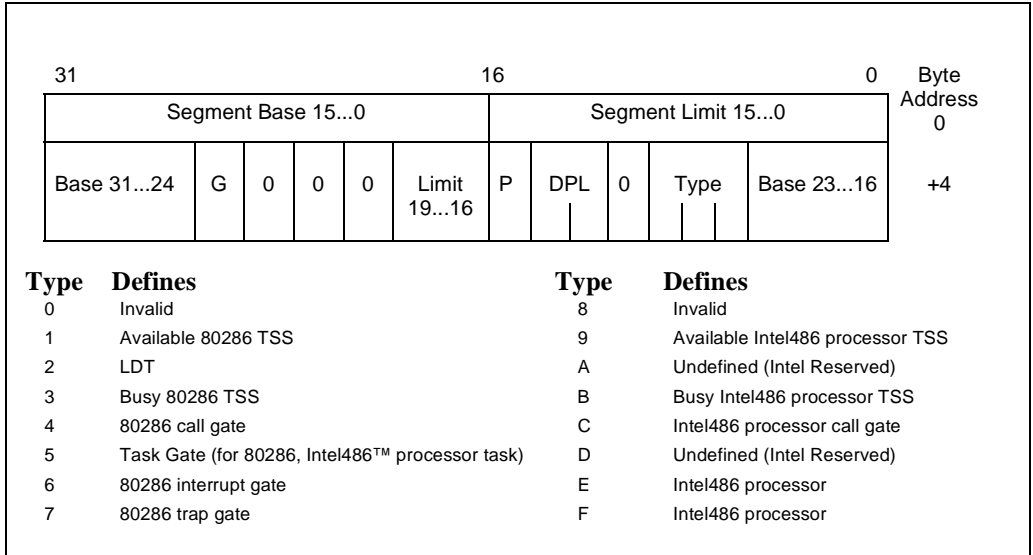 31 16 0 Byte Address
Segment Base 15...0 Segment Limit 15...0 0
Base 31...24 G 0 0 0 Limit 19...16 P DPL 0 Type Base 23...16 +4
Type Defines Type Defines
0 Invalid 8 Invalid
1 Available 80286 TSS 9 Available Intel486 processor TSS
2 LDT A Undefined (Intel Reserved)
3 Busy 80286 TSS B Busy Intel486 processor TSS
4 80286 call gate C Intel486 processor call gate
5 Task Gate (for 80286, Intel486™ processor task) D Undefined (Intel Reserved)
6 80286 interrupt gate E Intel486 processor
7 80286 trap gate F Intel486 processor